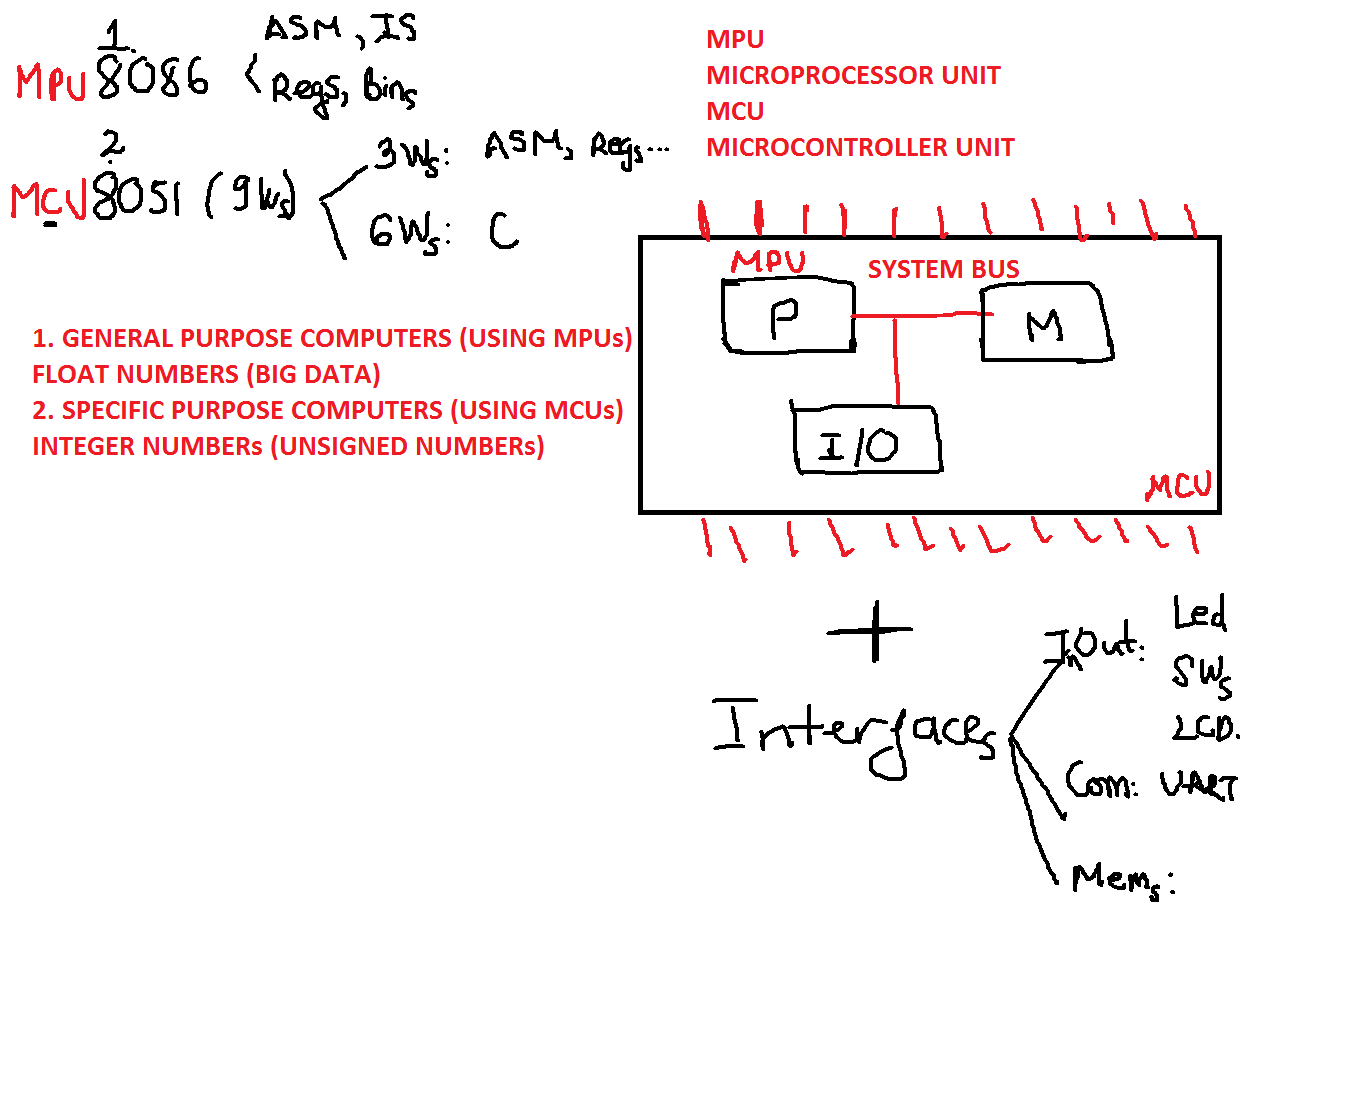 1
MPU 8086
ASM, IS
Regs, Bins
2
MCU 8051 (9Ws)
3Ws: ASM, Regs...
6Ws: C
MPU
MICROPROCESSOR UNIT
MCU
MICROCONTROLLER UNIT
1. GENERAL PURPOSE COMPUTERS (USING MPUs)
FLOAT NUMBERS (BIG DATA)
2. SPECIFIC PURPOSE COMPUTERS (USING MCUs)
INTEGER NUMBERs (UNSIGNED NUMBERs)
MPU
SYSTEM BUS
P
M
I/O
MCU
+
Interfaces
InOut: Led
SWs
LCD.
Com: UART
Mems: